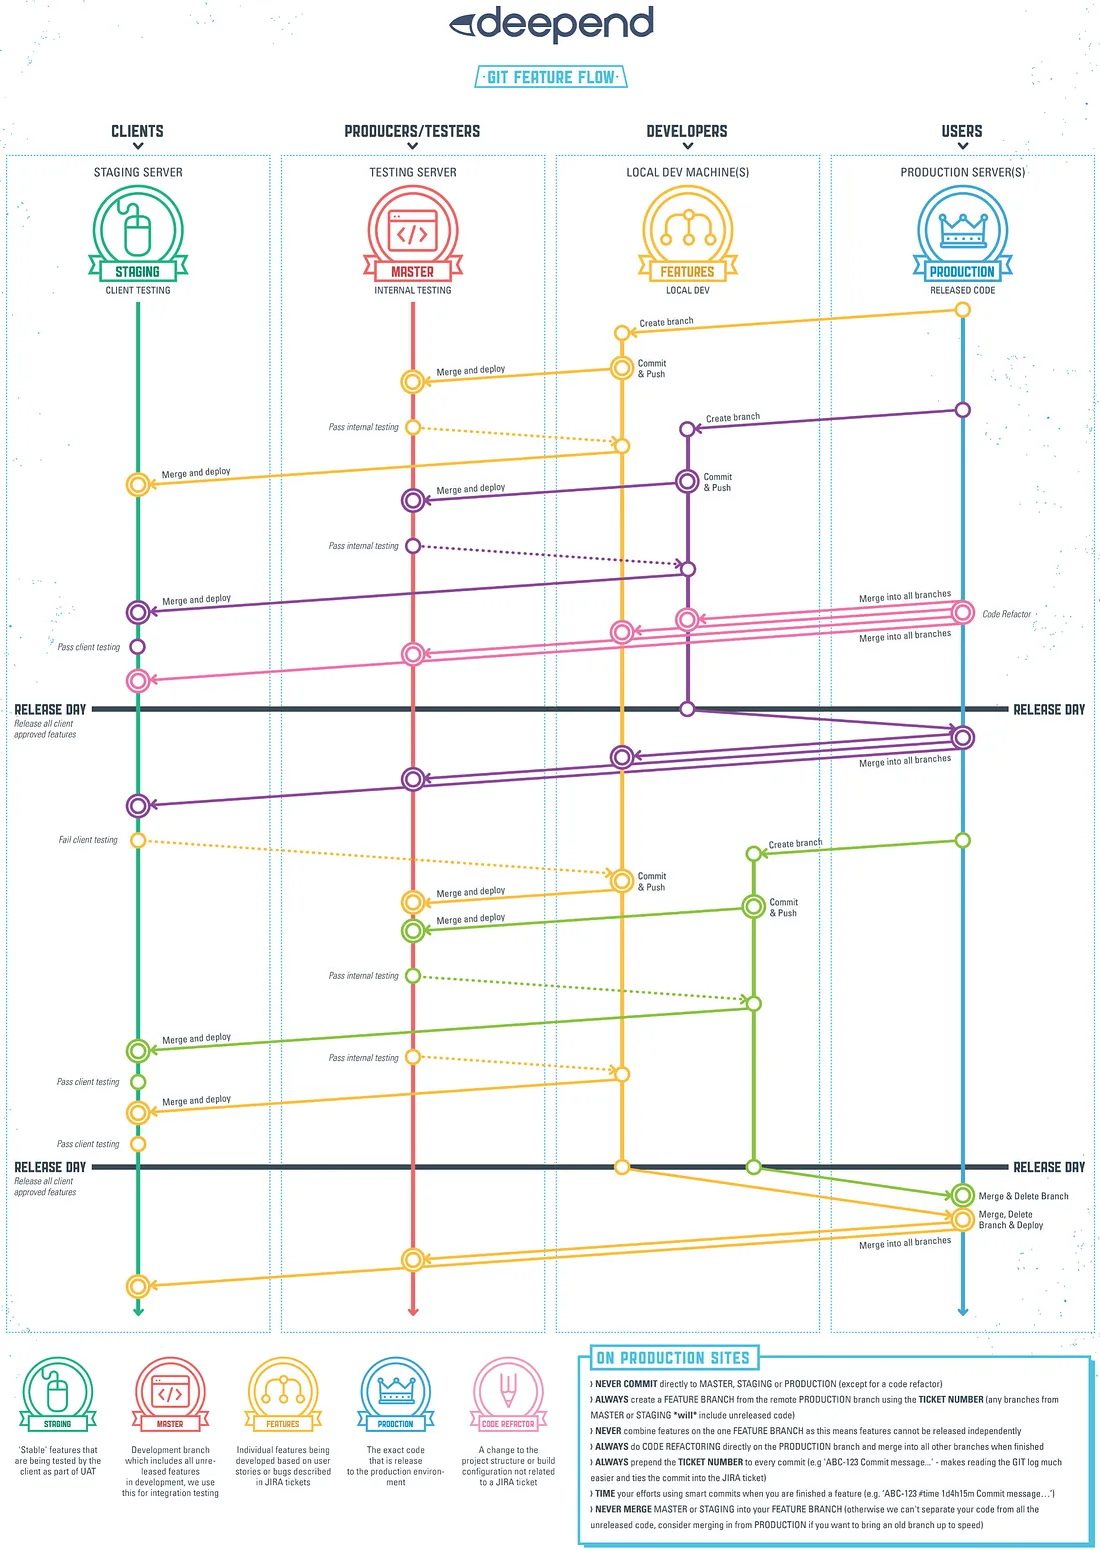 deepend
·GIT FEATURE FLOW·
CLIENTS
PRODUCERS/TESTERS
DEVELOPERS
USERS
STAGING SERVER
TESTING SERVER
LOCAL DEV MACHINE(S)
PRODUCTION SERVER(S)
STAGING
MASTER
FEATURES
PRODUCTION
CLIENT TESTING
INTERNAL TESTING
LOCAL DEV
RELEASED CODE
Create branch
Commit
& Push
Merge and deploy
Create branch
Pass internal testing
Merge and deploy
Commit
& Push
Merge and deploy
Pass internal testing
Merge and deploy
Merge into all branches
Code Refactor
Merge into all branches
Pass client testing
RELEASE DAY
RELEASE DAY
Release all client
approved features
Merge into all branches
Fail client testing
Create branch
Commit
& Push
Merge and deploy
Commit
& Push
Merge and deploy
Pass internal testing
Merge and deploy
Pass internal testing
Pass client testing
Merge and deploy
Pass client testing
RELEASE DAY
RELEASE DAY
Release all client
approved features
Merge & Delete Branch
Merge, Delete
Branch & Deploy
Merge into all branches
STAGING
'Stable' features that
are being tested by the
client as part of UAT
MASTER
Development branch
which includes all unre-
leased features
in development, we use
this for integration testing
FEATURES
Individual features being
developed based on user
stories or bugs described
in JIRA tickets
PRODCTION
The exact code
that is release
to the production environ-
ment
CODE REFACTOR
A change to the
project structure or build
configuration not related
to a JIRA ticket
ON PRODUCTION SITES
› NEVER COMMIT directly to MASTER, STAGING or PRODUCTION (except for a code refactor)
› ALWAYS create a FEATURE BRANCH from the remote PRODUCTION branch using the TICKET NUMBER (any branches from
MASTER or STAGING *will* include unreleased code)
› NEVER combine features on the one FEATURE BRANCH as this means features cannot be released independently
› ALWAYS do CODE REFACTORING directly on the PRODUCTION branch and merge into all other branches when finished
› ALWAYS prepend the TICKET NUMBER to every commit (e.g 'ABC-123 Commit message...' - makes reading the GIT log much
easier and ties the commit into the JIRA ticket)
› TIME your efforts using smart commits when you are finished a feature (e.g. 'ABC-123 #time 1d4h15m Commit message...')
› NEVER MERGE MASTER or STAGING into your FEATURE BRANCH (otherwise we can't separate your code from all the
unreleased code, consider merging in from PRODUCTION if you want to bring an old branch up to speed)